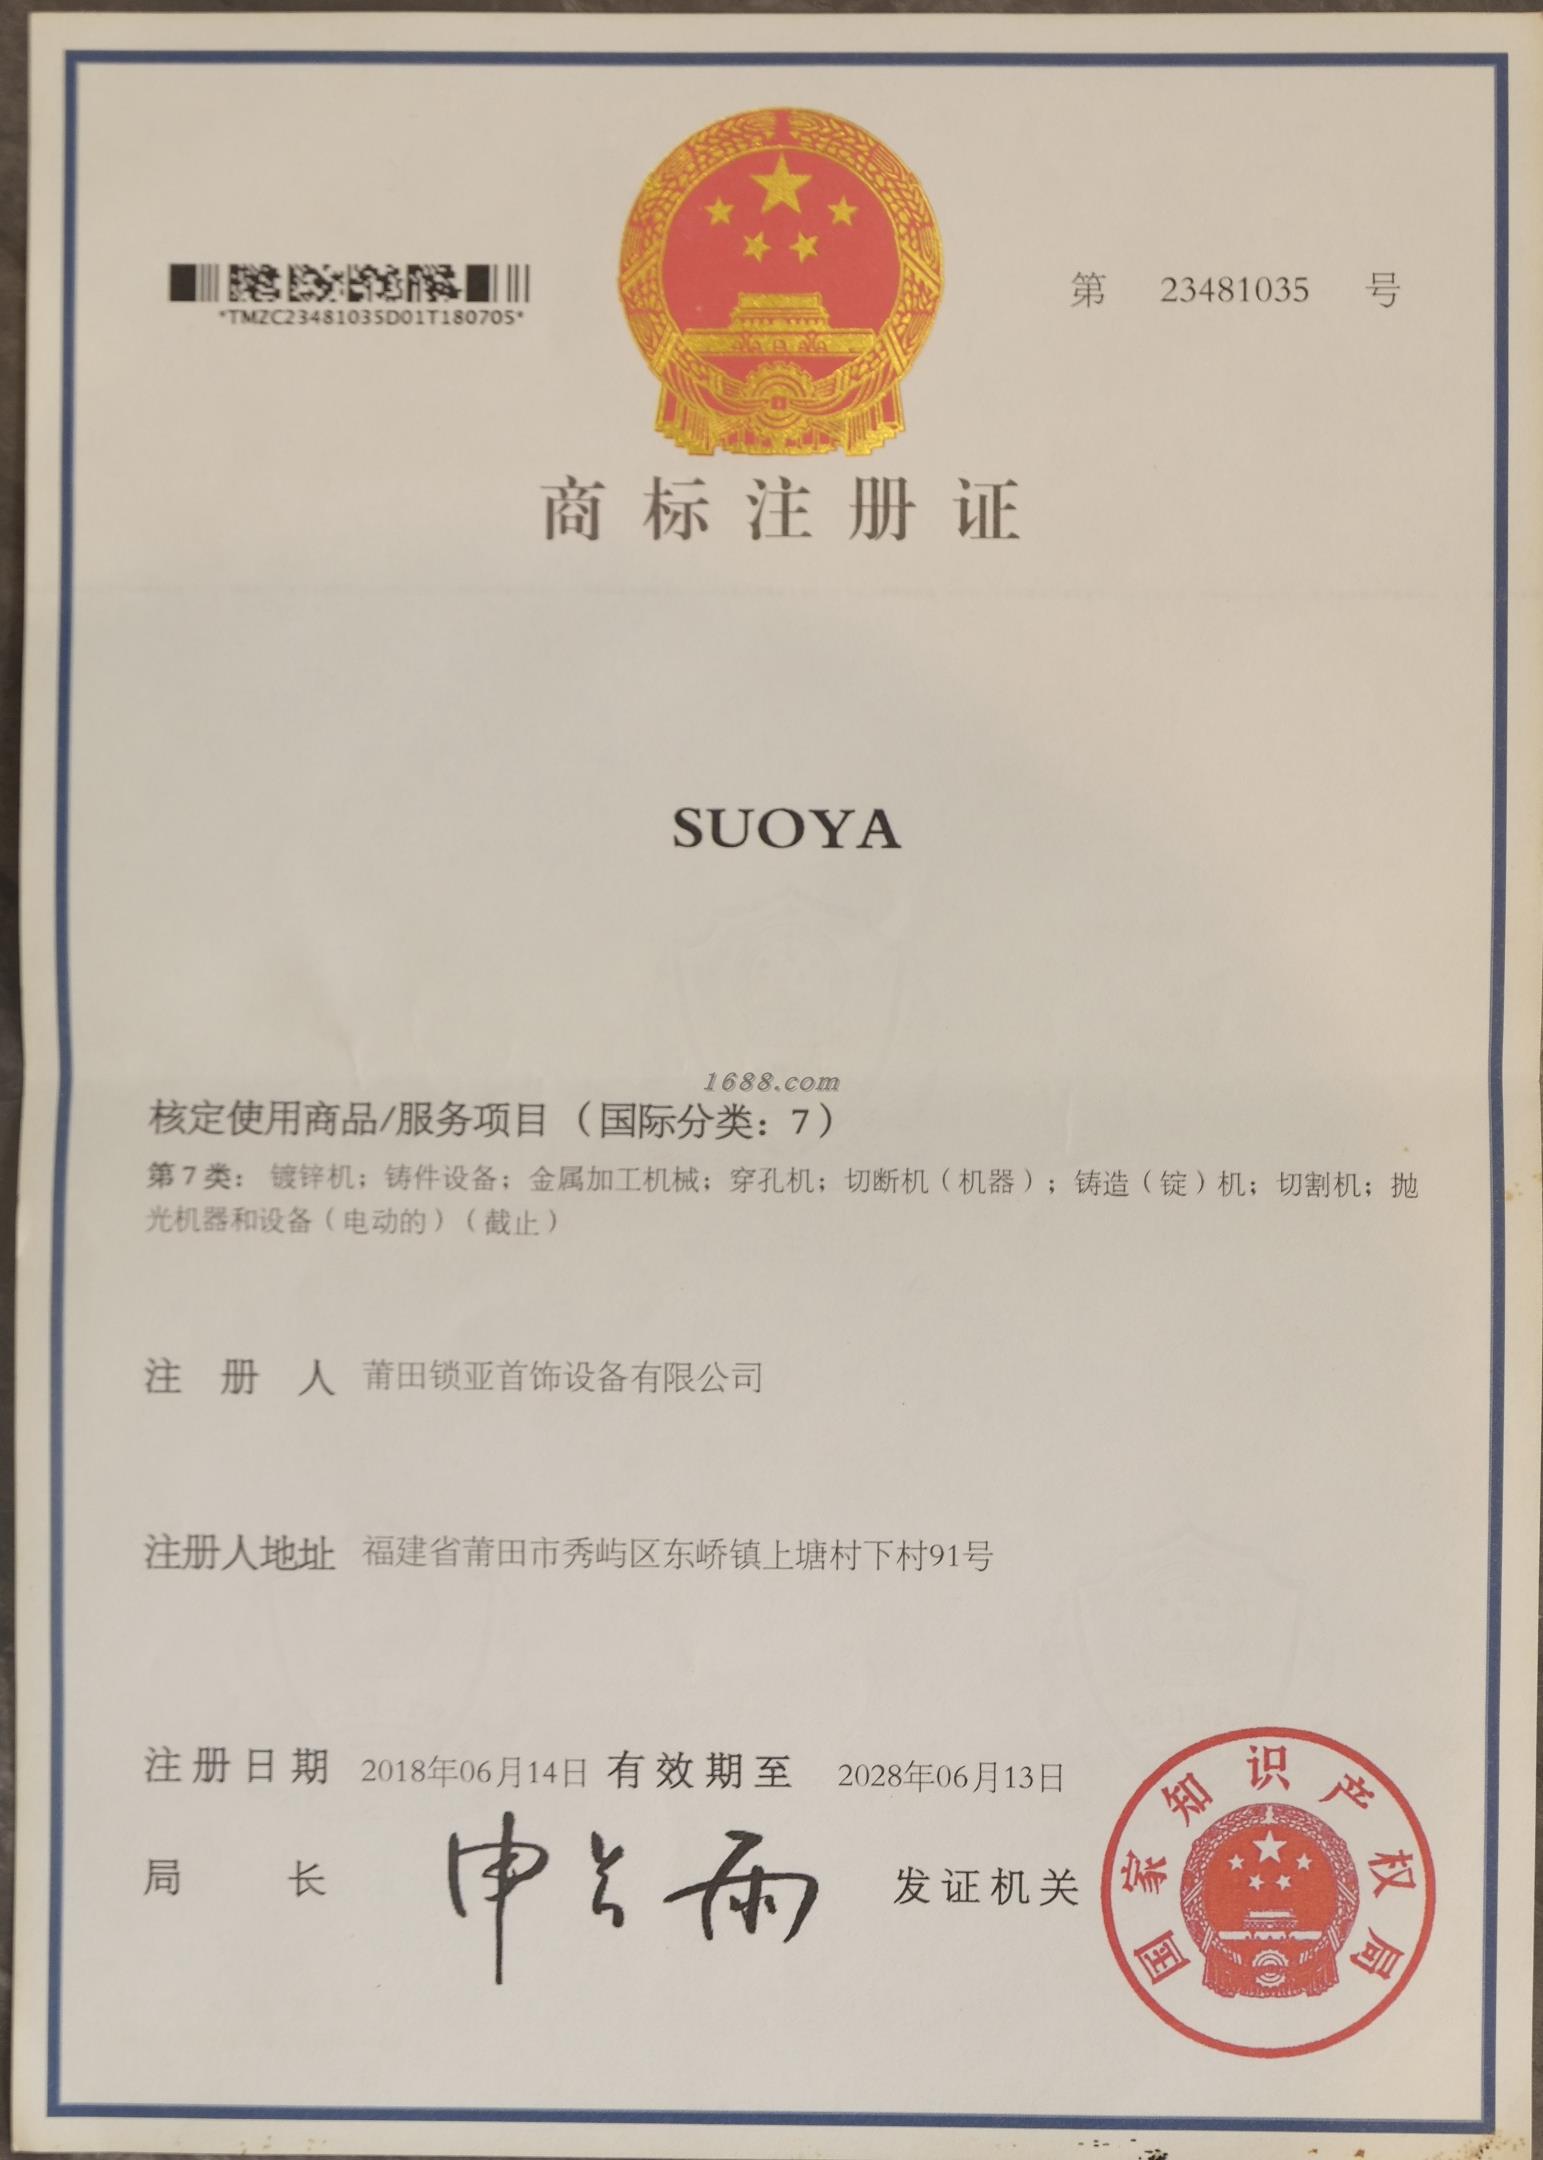 *TMZC23481035D01T180705*
第 23481035 号
商标注册证
SUOYA
1688.com
核定使用商品/服务项目（国际分类：7）
第7类：镀锌机；铸件设备；金属加工机械；穿孔机；切断机（机器）；铸造（锭）机；切割机；抛
光机器和设备（电动的）（截止）
注册人 莆田锁亚首饰设备有限公司
注册人地址 福建省莆田市秀屿区东峤镇上塘村下村91号
注册日期 2018年06月14日 有效期至 2028年06月13日
局长 申长雨 发证机关
国家知识产权局